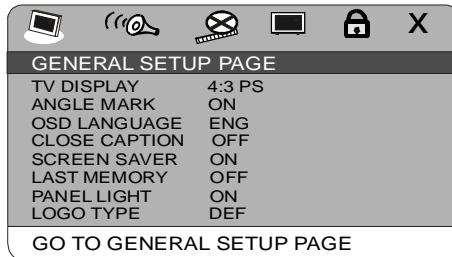 X
GENERAL SETUP PAGE
TV DISPLAY 4:3 PS
ANGLE MARK ON
OSD LANGUAGE ENG
CLOSE CAPTION OFF
SCREEN SAVER ON
LAST MEMORY OFF
PANEL LIGHT ON
LOGO TYPE DEF
GO TO GENERAL SETUP PAGE